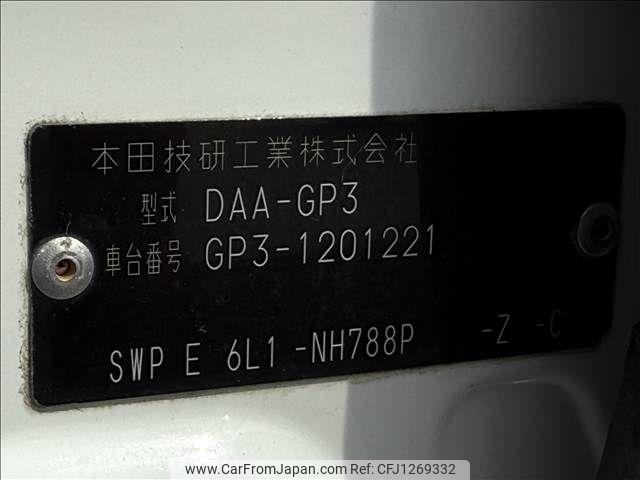 本田技研工業株式会社
型式 DAA-GP3
車台番号 GP3-1201221
SWP E 6L1 -NH788P -Z -C
www.CarFromJapan.com - CFJ1269332